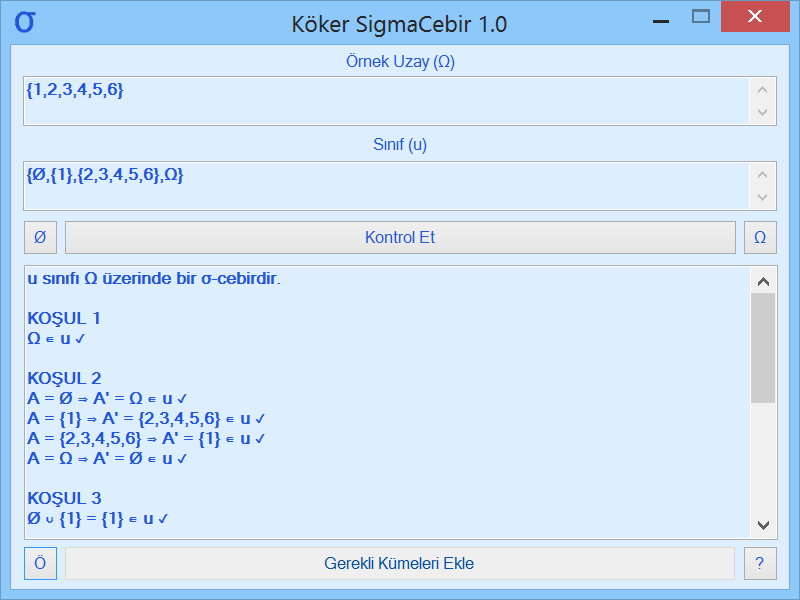 σ
Köker SigmaCebir 1.0
Örnek Uzay (Ω)
{1,2,3,4,5,6}
Sınıf (u)
{Ø,{1},{2,3,4,5,6},Ω}
Ø
Kontrol Et
Ω
u sınıfı Ω üzerinde bir σ-cebirdir.
KOŞUL 1
Ω ∊ u ✓
KOŞUL 2
A = Ø ⇒ A' = Ω ∊ u ✓
A = {1} ⇒ A' = {2,3,4,5,6} ∊ u ✓
A = {2,3,4,5,6} ⇒ A' = {1} ∊ u ✓
A = Ω ⇒ A' = Ø ∊ u ✓
KOŞUL 3
Ø ∪ {1} = {1} ∊ u ✓
Ö
Gerekli Kümeleri Ekle
?